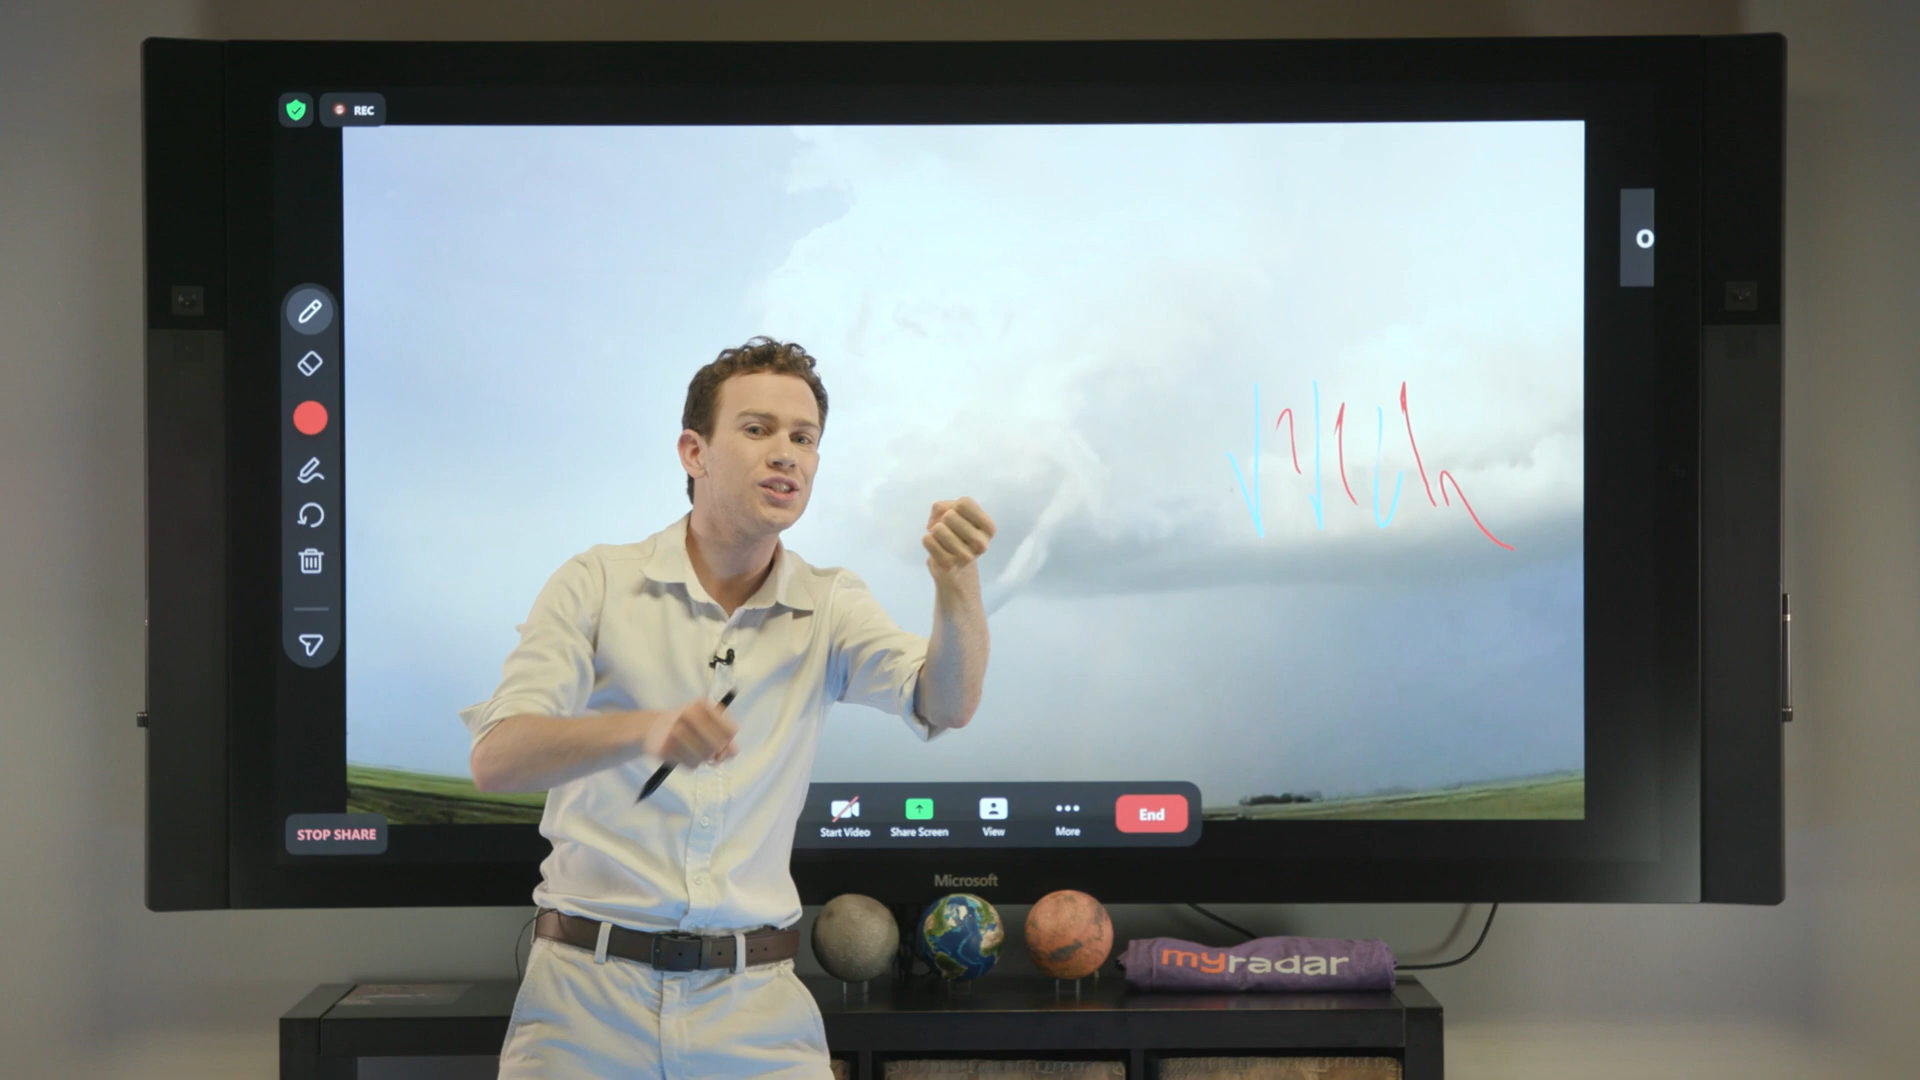 REC
O
STOP SHARE
Start Video
Share Screen
View
More
End
Microsoft
myradar